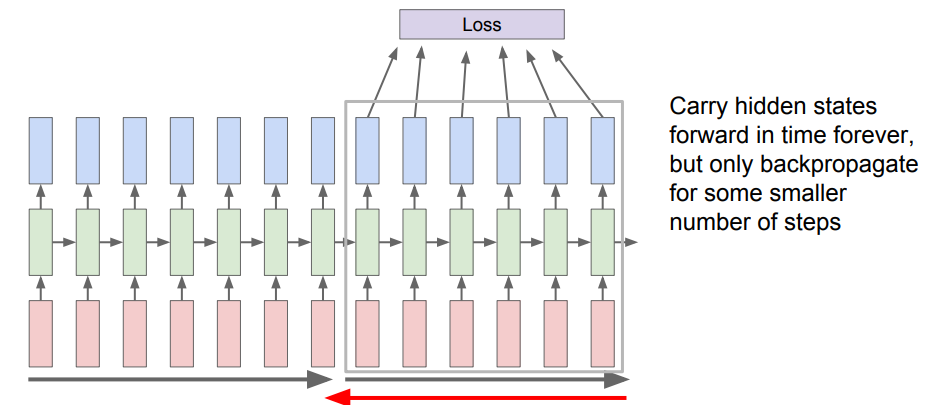 Loss
Carry hidden states
forward in time forever,
but only backpropagate
for some smaller
number of steps